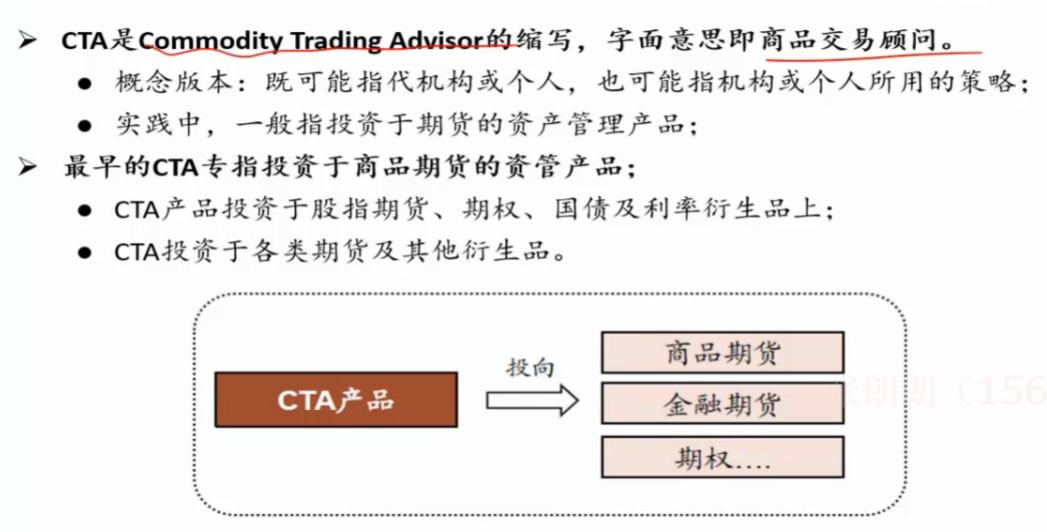 ➢ CTA是Commodity Trading Advisor的缩写，字面意思即商品交易顾问。
● 概念版本：既可能指代机构或个人，也可能指机构或个人所用的策略；
● 实践中，一般指投资于期货的资产管理产品；
➢ 最早的CTA专指投资于商品期货的资管产品；
● CTA产品投资于股指期货、期权、国债及利率衍生品上；
● CTA投资于各类期货及其他衍生品。
CTA产品
投向
商品期货
金融期货
期权....
朗朗（156